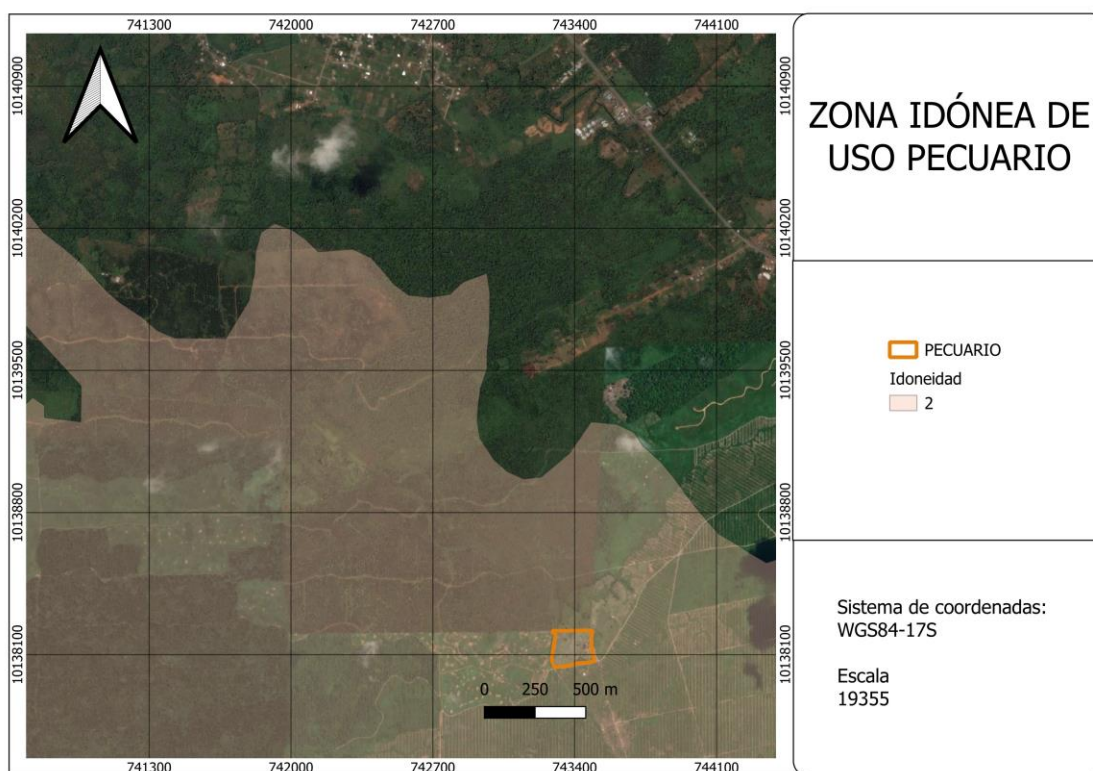 741300 742000 742700 743400 744100
10140900 10140900
10140200 10140200
10139500 10139500
10138800 10138800
10138100 10138100
0 250 500 m
741300 742000 742700 743400 744100
ZONA IDÓNEA DE
USO PECUARIO
PECUARIO
Idoneidad
2
Sistema de coordenadas:
WGS84-17S
Escala
19355